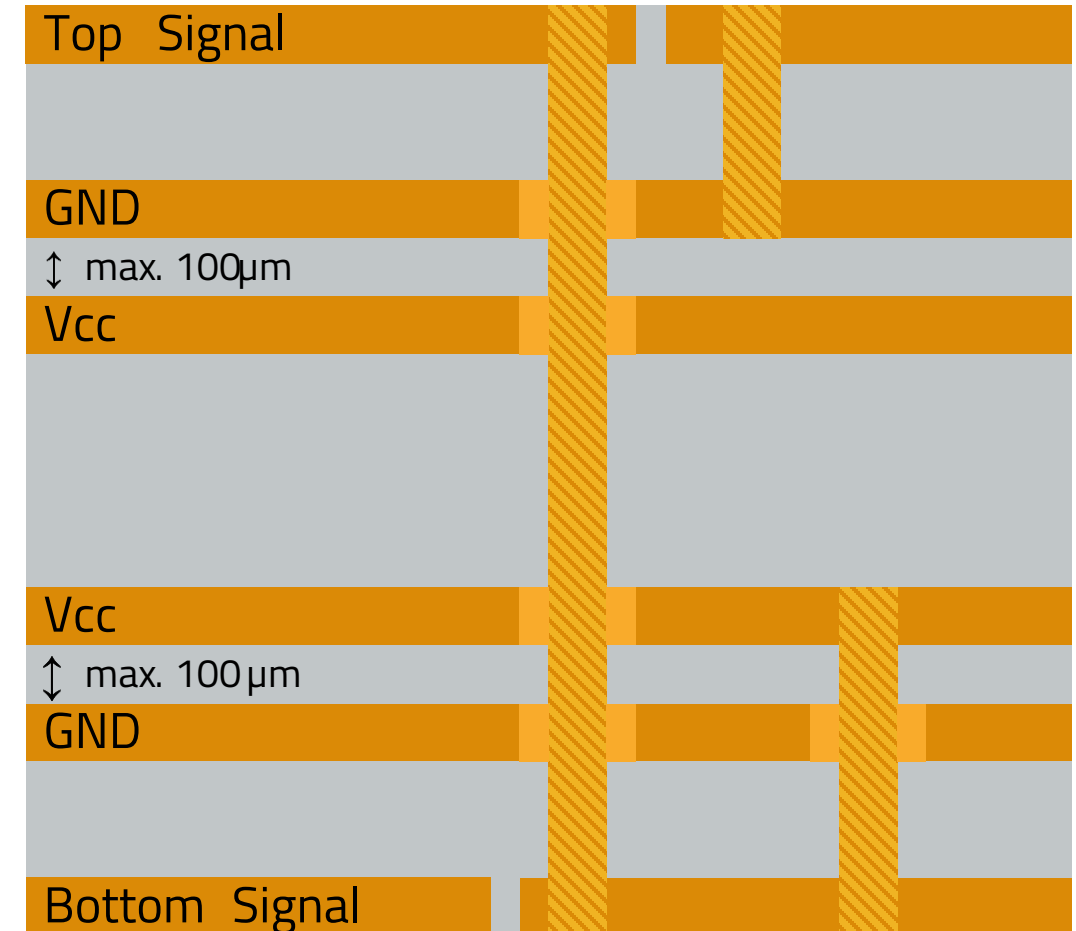 Top Signal
GND
↕ max. 100µm
Vcc
Vcc
↕ max. 100 µm
GND
Bottom Signal